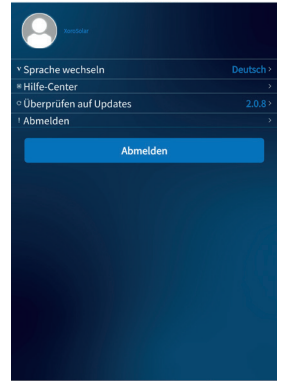 Sprache wechseln Deutsch >
Hilfe-Center >
Überprüfen auf Updates 2.0.8 >
Abmelden >
Abmelden